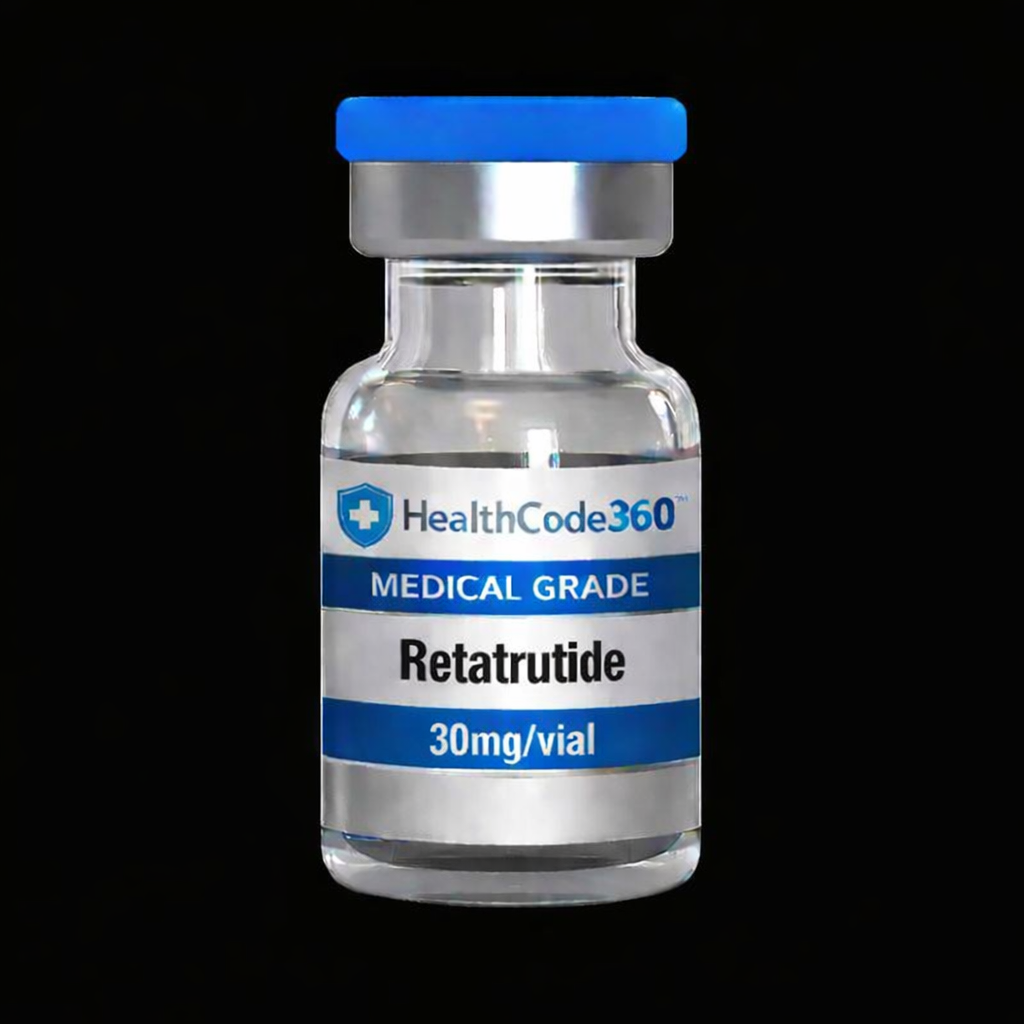 HealthCode360™
MEDICAL GRADE
Retatrutide
30mg/vial